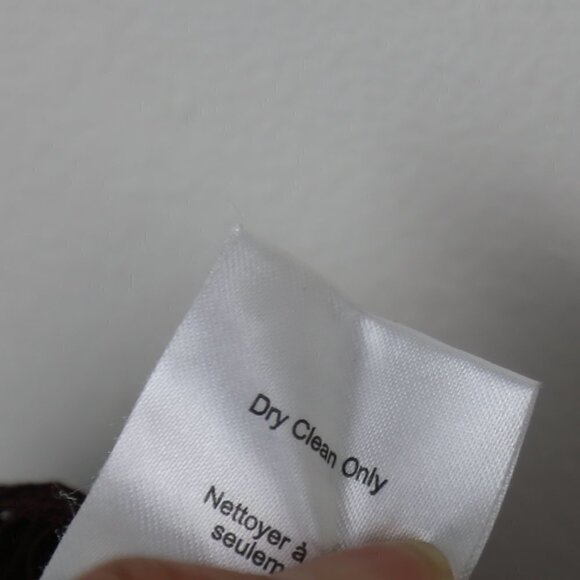 Dry Clean Only
Nettoyer à
seulem